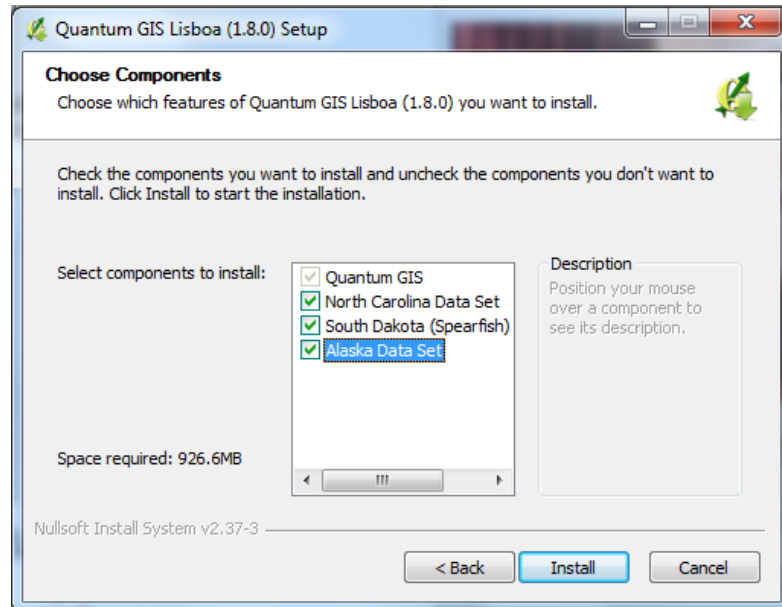 Quantum GIS Lisboa (1.8.0) Setup
Choose Components
Choose which features of Quantum GIS Lisboa (1.8.0) you want to install.
Check the components you want to install and uncheck the components you don't want to
install. Click Install to start the installation.
Select components to install:
Quantum GIS
North Carolina Data Set
South Dakota (Spearfish)
Alaska Data Set
Description
Position your mouse
over a component to
see its description.
Space required: 926.6MB
Nullsoft Install System v2.37-3
< Back
Install
Cancel